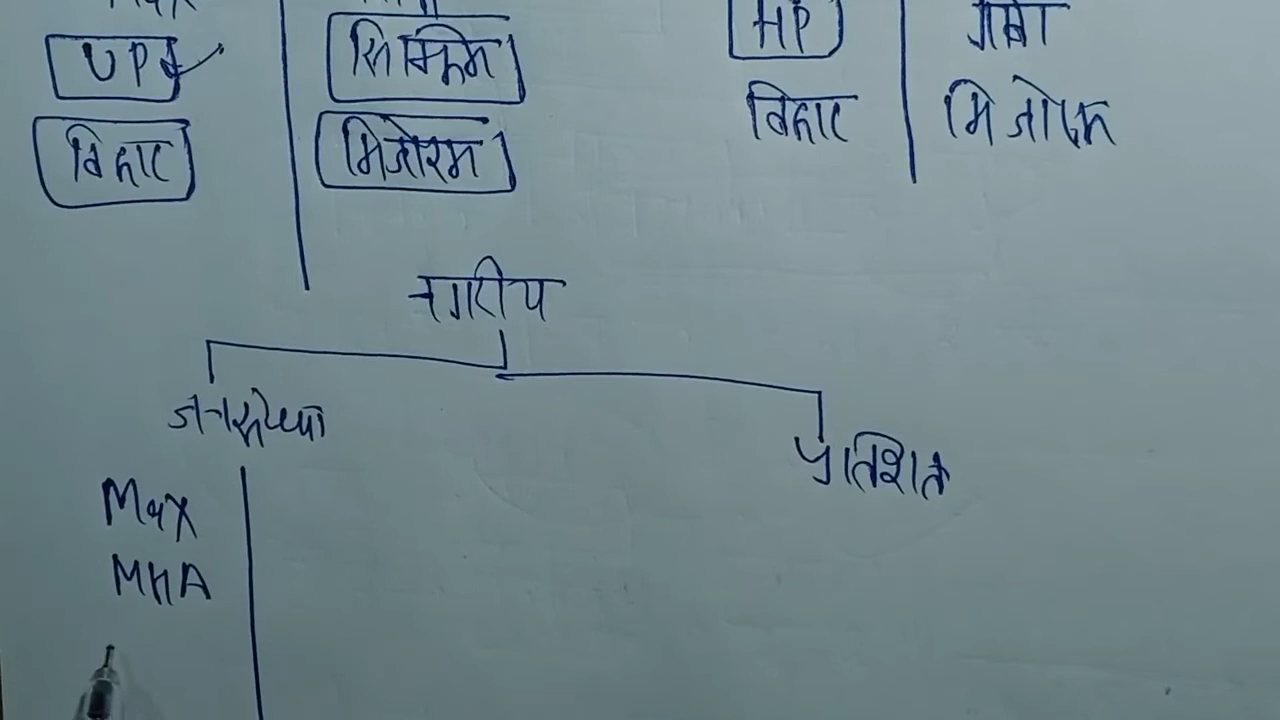 UP
बिहार
सिक्किम
मिजोरम
HP
बिहार
गोवा
मिजोरम
नगरीय
जनसंख्या
प्रतिशत
Max
MHA